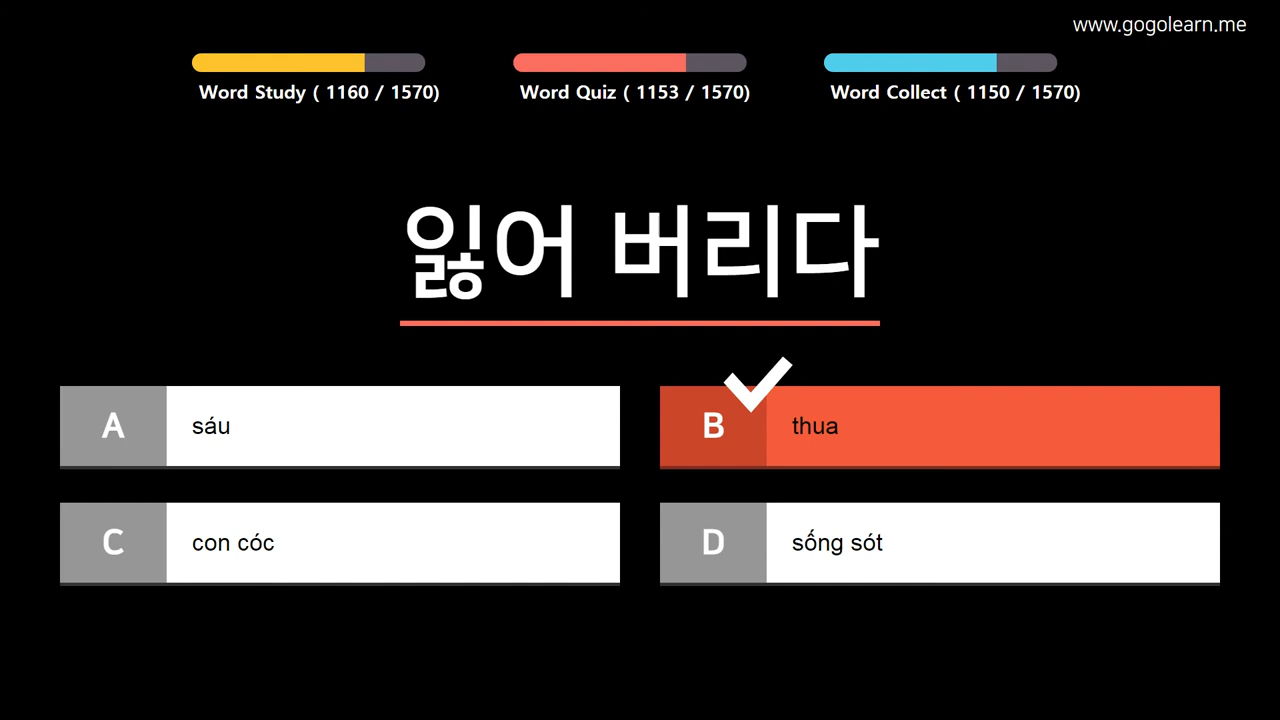 www.gogolearn.me
Word Study ( 1160 / 1570)
Word Quiz ( 1153 / 1570)
Word Collect ( 1150 / 1570)
잃어 버리다
A sáu
B thua
C con cóc
D sống sót